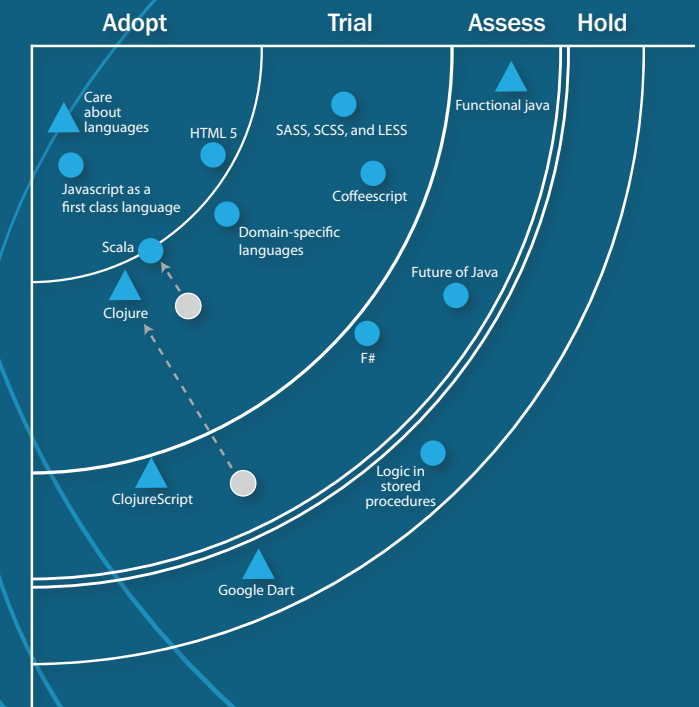 Adopt
Trial
Assess
Hold
Care
about
languages
HTML 5
SASS, SCSS, and LESS
Functional java
Javascript as a
first class language
Coffeescript
Scala
Domain-specific
languages
Clojure
Future of Java
F#
ClojureScript
Logic in
stored
procedures
Google Dart